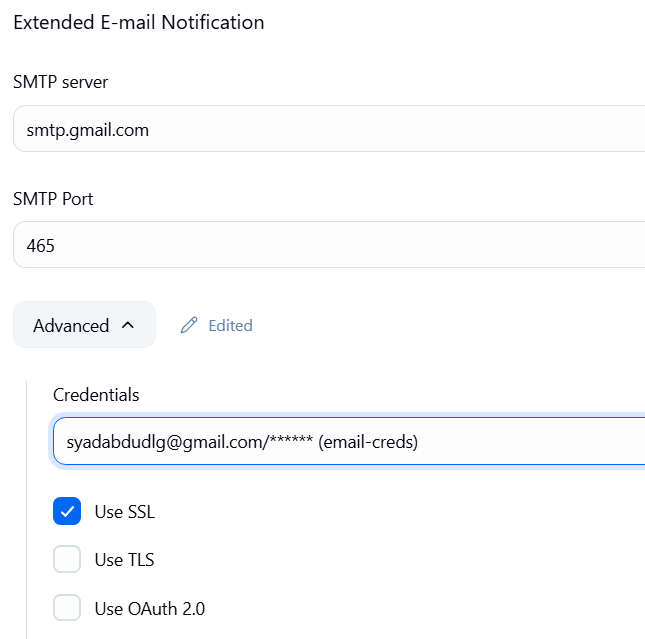 Extended E-mail Notification
SMTP server
smtp.gmail.com
SMTP Port
465
Advanced
Edited
Credentials
syadabdudlg@gmail.com/****** (email-creds)
Use SSL
Use TLS
Use OAuth 2.0